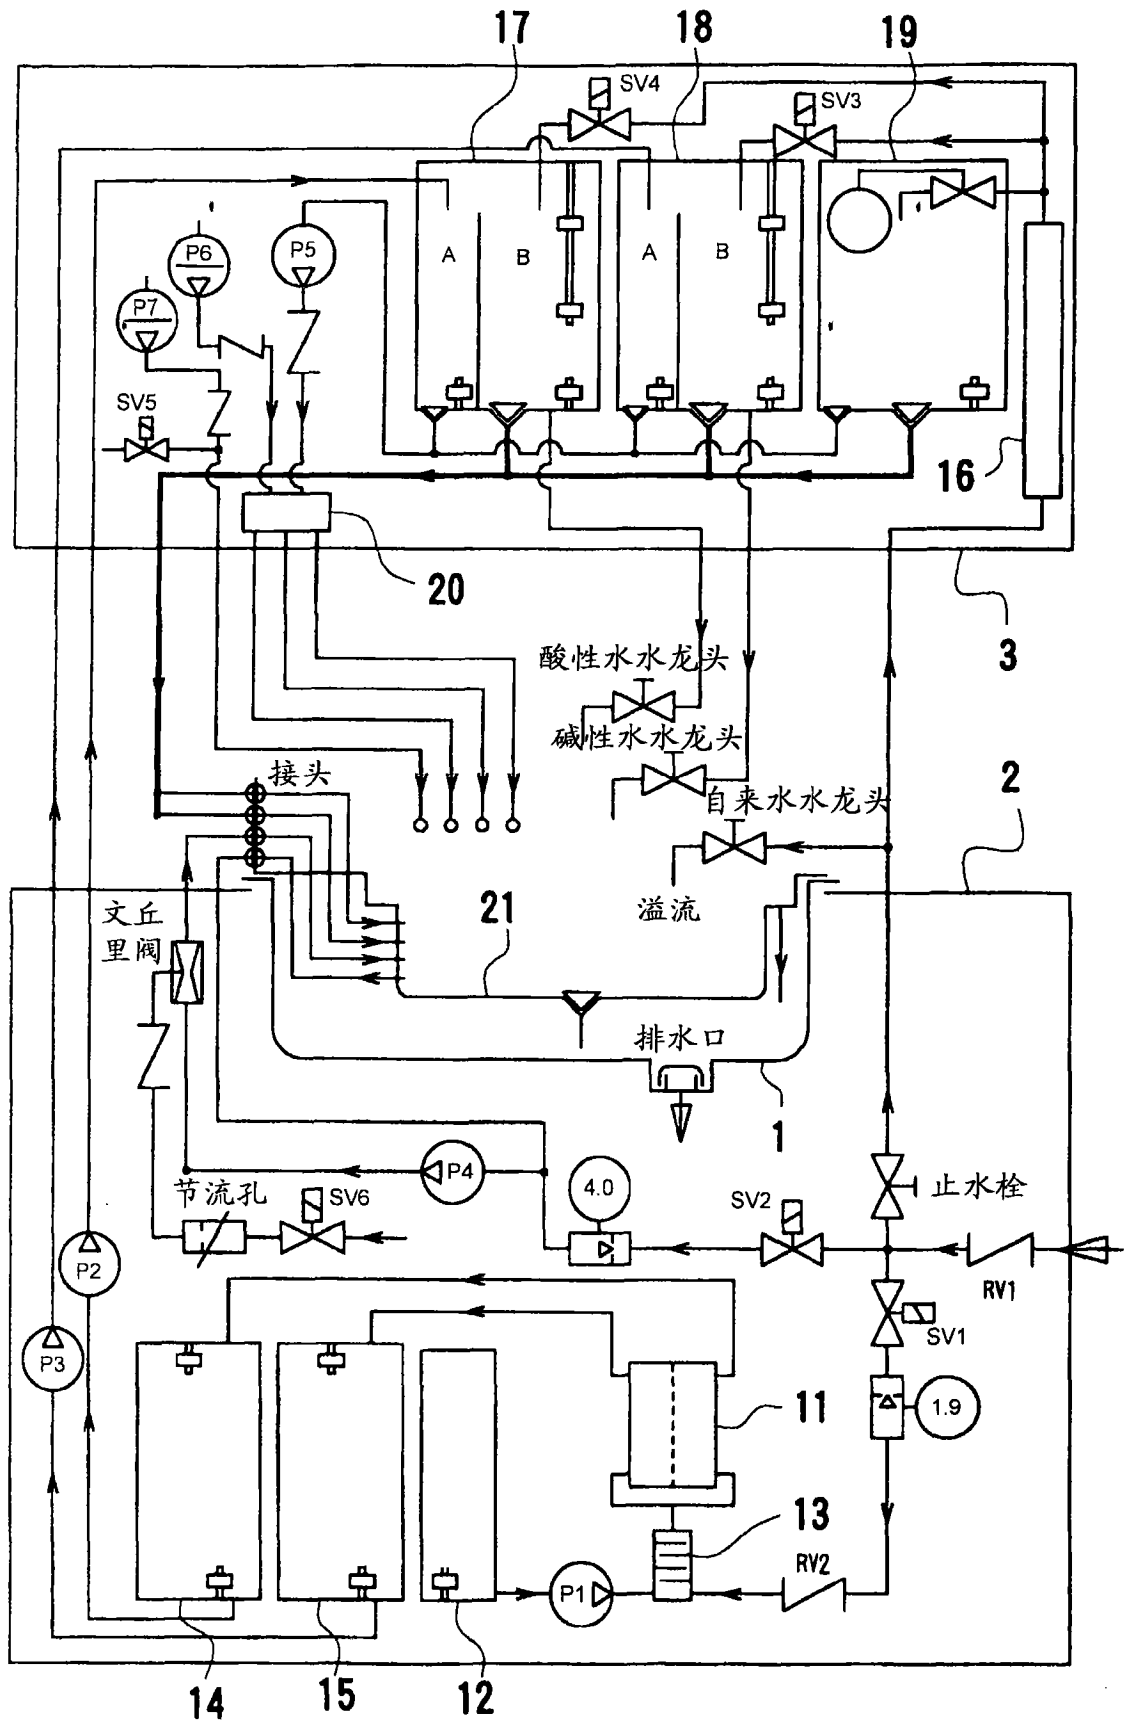 17
18
19
SV4
SV3
P6
P5
P7
A
B
A
B
SV5
16
20
3
酸性水水龙头
碱性水水龙头
接头
2
自来水水龙头
文丘
里阀
21
溢流
排水口
1
P4
4.0
节流孔
SV6
SV2
止水栓
P2
RV1
SV1
P3
11
1.9
13
RV2
P1
14
15
12